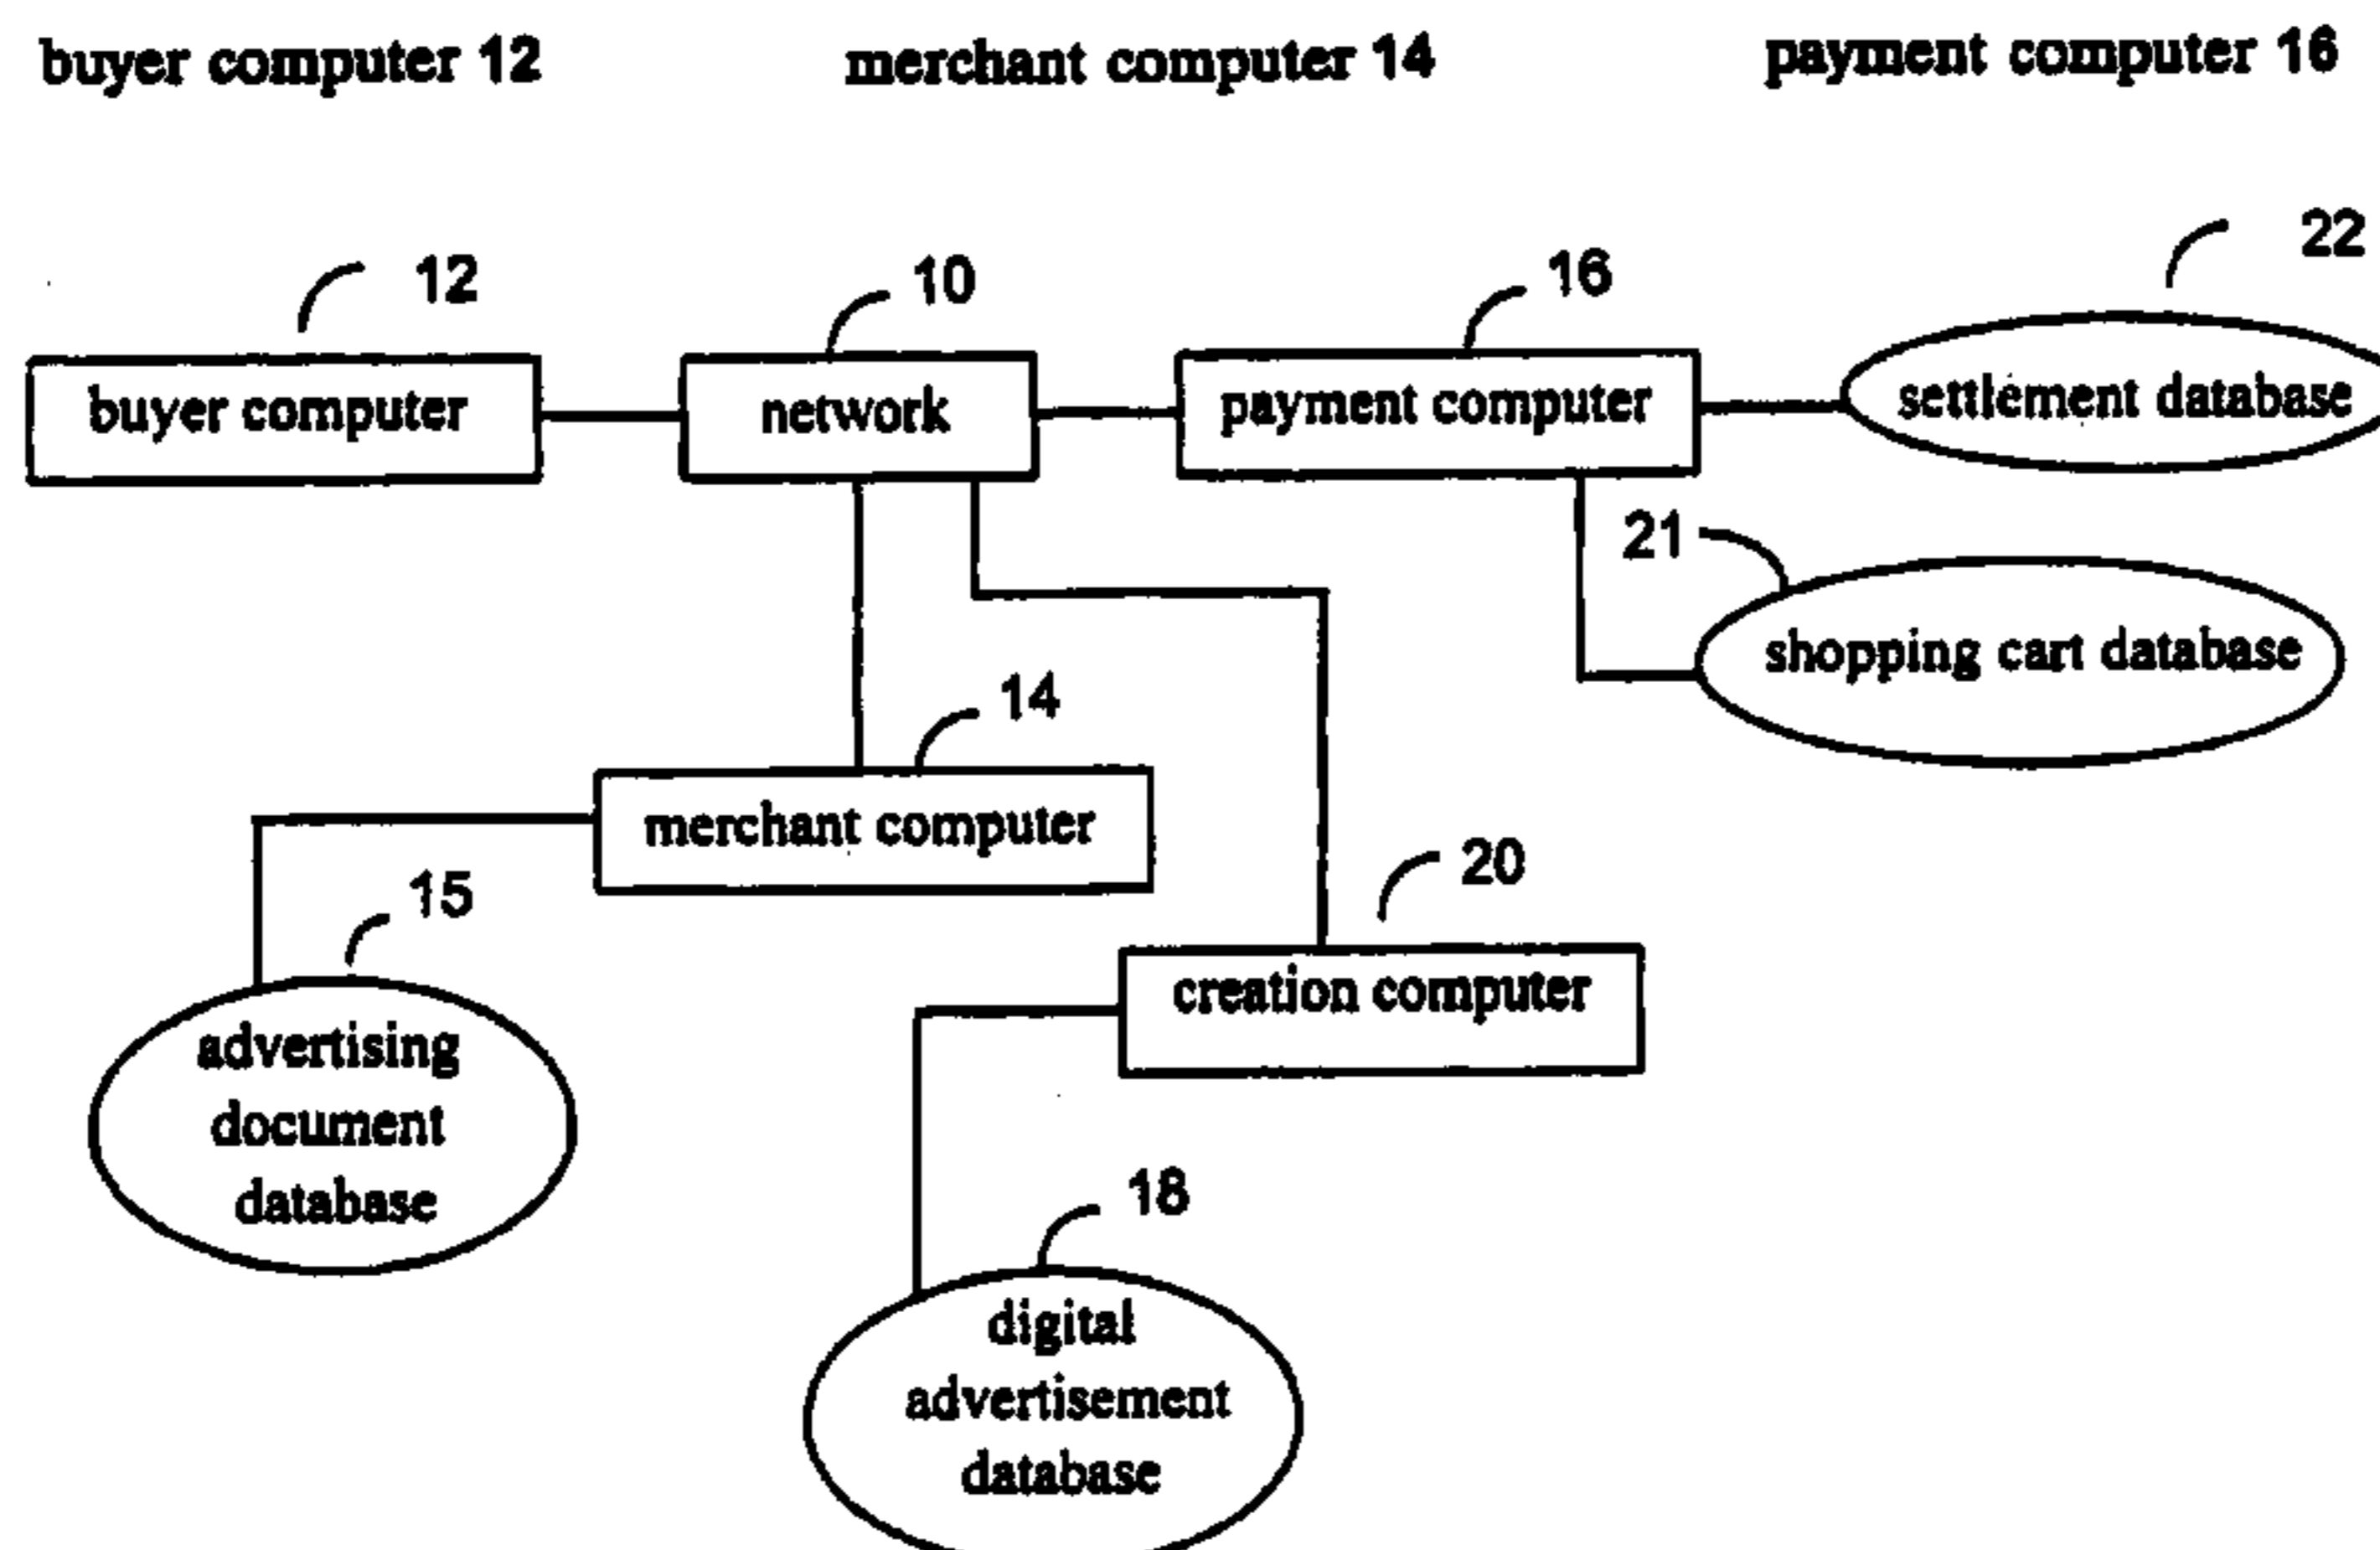 buyer computer 12 merchant computer 14 payment computer 16
12 10 16 22
buyer computer network payment computer settlement database
21
shopping cart database
14
merchant computer
20
15
creation computer
advertising
document
database
18
digital
advertisement
database